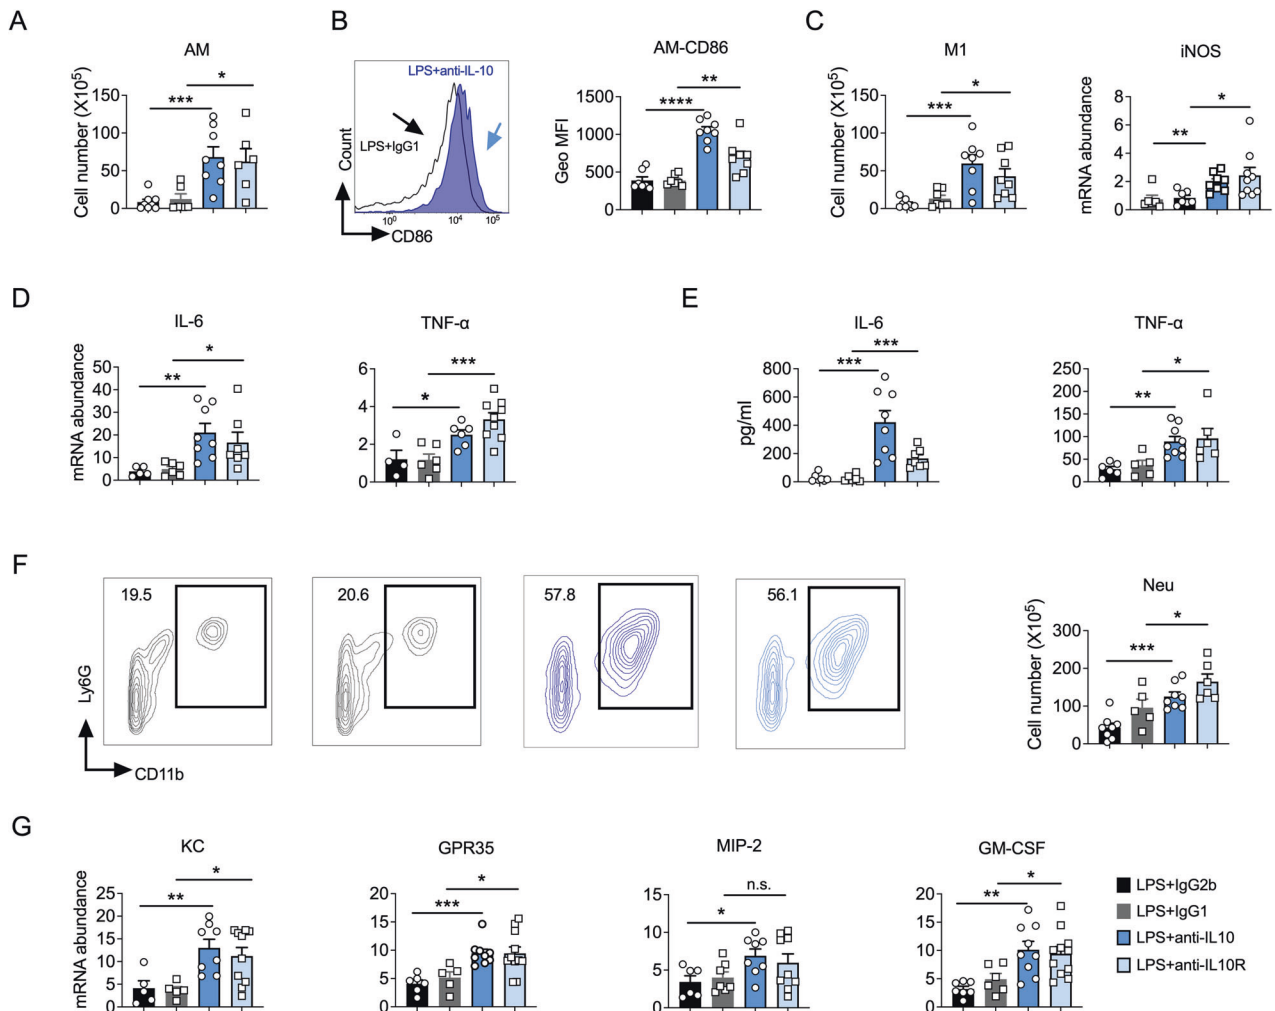 A
AM
Cell number (X10⁵)
150
100
50
0
***
*
B
LPS+anti-IL-10
LPS+IgG1
Count
10⁰
10⁴
10⁵
CD86
AM-CD86
Geo MFI
1500
1000
500
0
****
**
C
M1
Cell number (X10⁵)
150
100
50
0
***
*
iNOS
mRNA abundance
8
6
4
2
0
**
*
D
IL-6
mRNA abundance
50
40
30
20
10
0
**
*
TNF-α
6
4
2
0
*
***
E
IL-6
pg/ml
800
600
400
200
0
***
***
TNF-α
250
200
150
100
50
0
**
*
F
19.5
20.6
57.8
56.1
Ly6G
CD11b
Neu
Cell number (X10⁵)
300
200
100
0
***
*
G
KC
mRNA abundance
25
20
15
10
5
0
**
*
GPR35
20
15
10
5
0
***
*
MIP-2
15
10
5
0
*
n.s.
GM-CSF
20
15
10
5
0
**
*
LPS+IgG2b
LPS+IgG1
LPS+anti-IL10
LPS+anti-IL10R